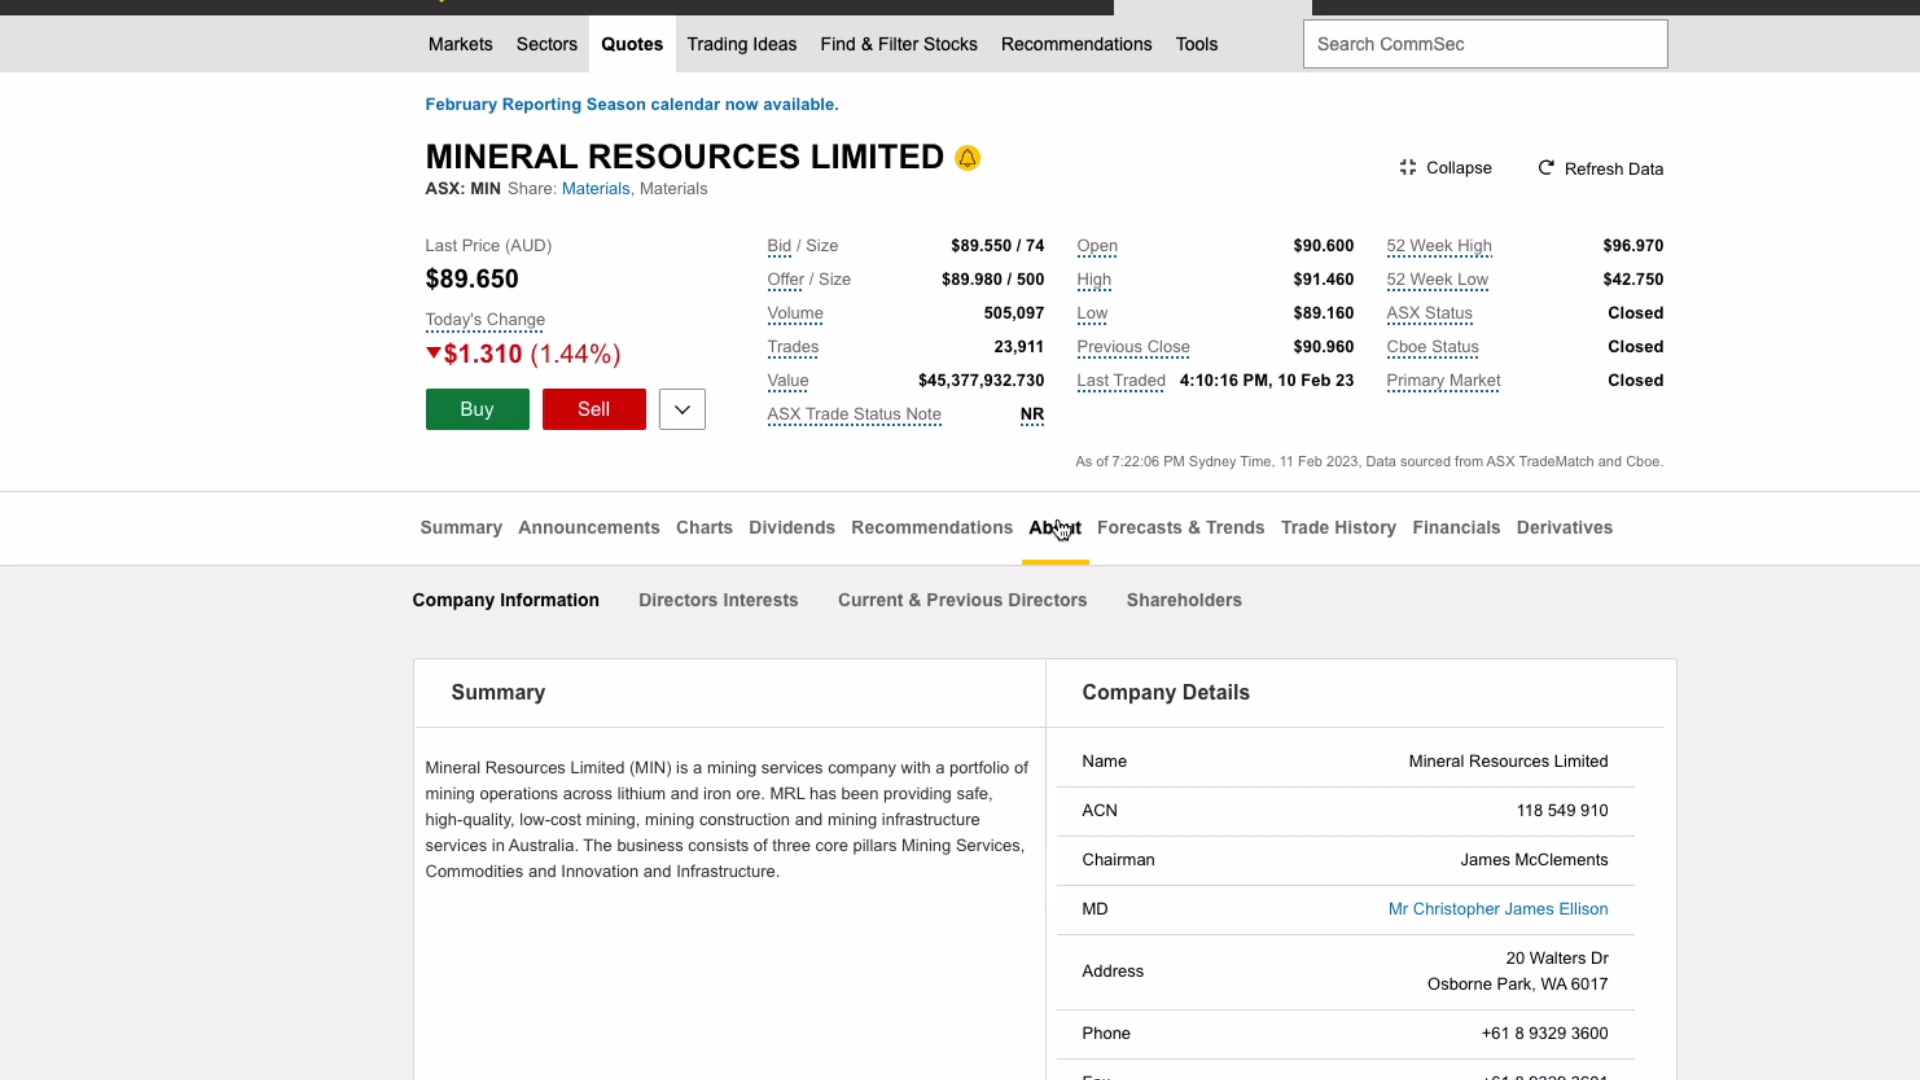 Markets Sectors Quotes Trading Ideas Find & Filter Stocks Recommendations Tools Search CommSec
February Reporting Season calendar now available.
MINERAL RESOURCES LIMITED
Collapse Refresh Data
ASX: MIN Share: Materials, Materials
Last Price (AUD)
$89.650
Today's Change
$1.310 (1.44%)
Buy Sell
Bid / Size $89.550 / 74
Offer / Size $89.980 / 500
Volume 505,097
Trades 23,911
Value $45,377,932.730
ASX Trade Status Note NR
Open $90.600
High $91.460
Low $89.160
Previous Close $90.960
Last Traded 4:10:16 PM, 10 Feb 23
52 Week High $96.970
52 Week Low $42.750
ASX Status Closed
Cboe Status Closed
Primary Market Closed
As of 7:22:06 PM Sydney Time, 11 Feb 2023, Data sourced from ASX TradeMatch and Cboe.
Summary Announcements Charts Dividends Recommendations About Forecasts & Trends Trade History Financials Derivatives
Company Information Directors Interests Current & Previous Directors Shareholders
Summary
Mineral Resources Limited (MIN) is a mining services company with a portfolio of
mining operations across lithium and iron ore. MRL has been providing safe,
high-quality, low-cost mining, mining construction and mining infrastructure
services in Australia. The business consists of three core pillars Mining Services,
Commodities and Innovation and Infrastructure.
Company Details
Name Mineral Resources Limited
ACN 118 549 910
Chairman James McClements
MD Mr Christopher James Ellison
Address 20 Walters Dr
Osborne Park, WA 6017
Phone +61 8 9329 3600